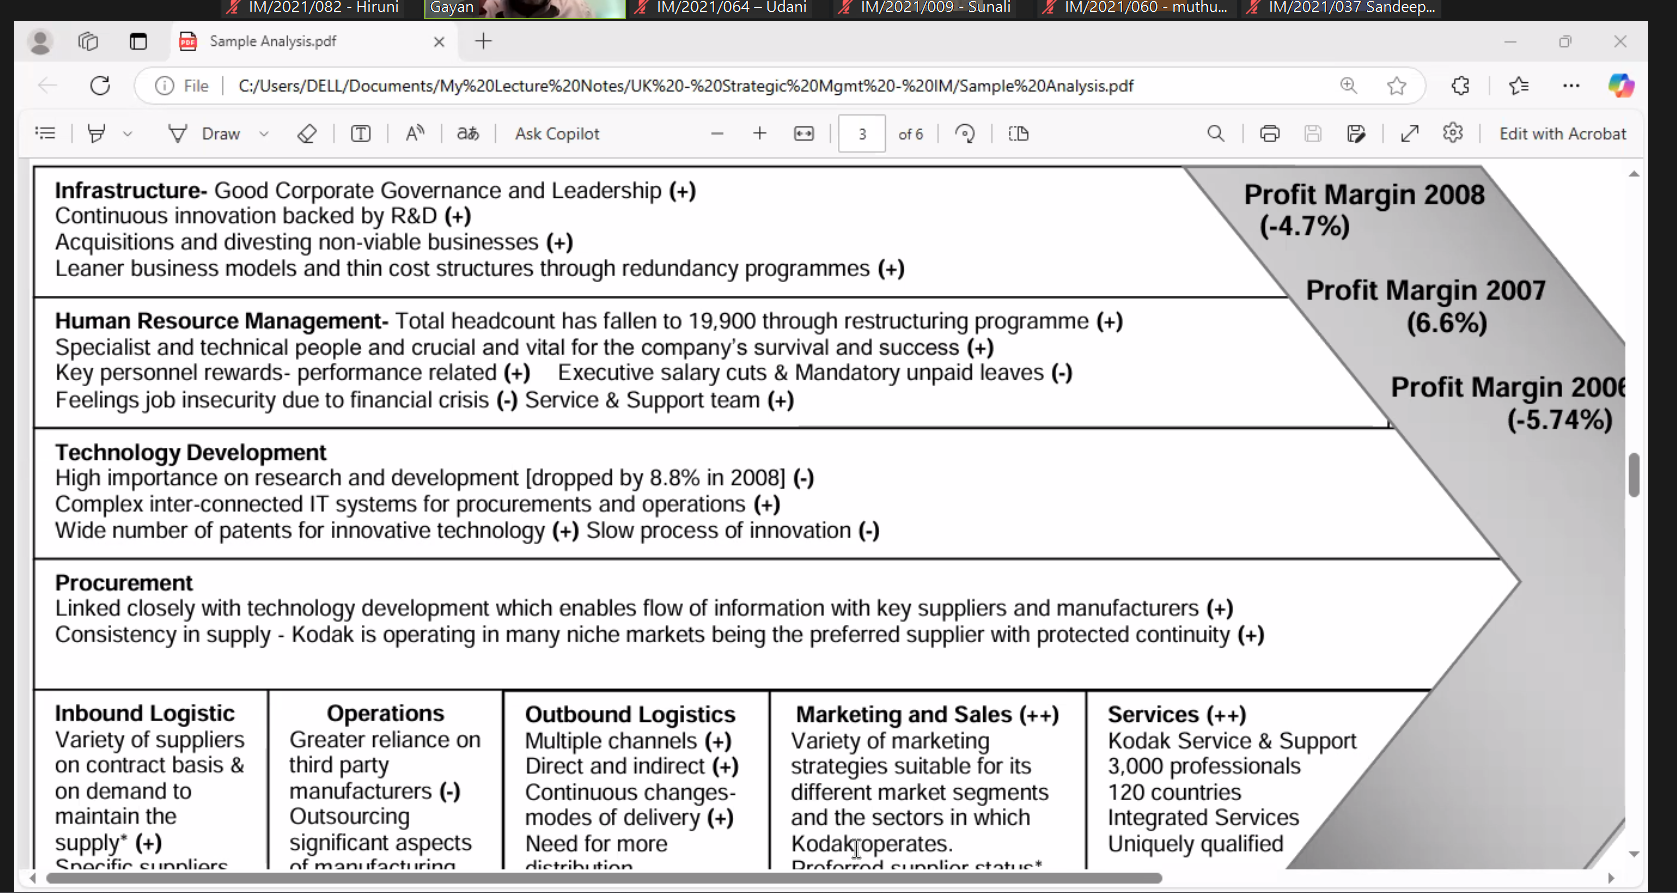 IM/2021/082 - Hiruni
Gayan
IM/2021/064 – Udani
IM/2021/009 - Sunali
IM/2021/060 - muthu...
IM/2021/037 Sandeep...
Sample Analysis.pdf
File
C:/Users/DELL/Documents/My%20Lecture%20Notes/UK%20-%20Strategic%20Mgmt%20-%20IM/Sample%20Analysis.pdf
Draw
Ask Copilot
3 of 6
Edit with Acrobat
Infrastructure- Good Corporate Governance and Leadership (+)
Continuous innovation backed by R&D (+)
Acquisitions and divesting non-viable businesses (+)
Leaner business models and thin cost structures through redundancy programmes (+)
Profit Margin 2008
(-4.7%)
Profit Margin 2007
(6.6%)
Profit Margin 2006
(-5.74%)
Human Resource Management- Total headcount has fallen to 19,900 through restructuring programme (+)
Specialist and technical people and crucial and vital for the company's survival and success (+)
Key personnel rewards- performance related (+) Executive salary cuts & Mandatory unpaid leaves (-)
Feelings job insecurity due to financial crisis (-) Service & Support team (+)
Technology Development
High importance on research and development [dropped by 8.8% in 2008] (-)
Complex inter-connected IT systems for procurements and operations (+)
Wide number of patents for innovative technology (+) Slow process of innovation (-)
Procurement
Linked closely with technology development which enables flow of information with key suppliers and manufacturers (+)
Consistency in supply - Kodak is operating in many niche markets being the preferred supplier with protected continuity (+)
Inbound Logistic
Variety of suppliers
on contract basis &
on demand to
maintain the
supply* (+)
Specific suppliers
Operations
Greater reliance on
third party
manufacturers (-)
Outsourcing
significant aspects
of manufacturing
Outbound Logistics
Multiple channels (+)
Direct and indirect (+)
Continuous changes-
modes of delivery (+)
Need for more
distribution
Marketing and Sales (++)
Variety of marketing
strategies suitable for its
different market segments
and the sectors in which
Kodak operates.
Preferred supplier status*
Services (++)
Kodak Service & Support
3,000 professionals
120 countries
Integrated Services
Uniquely qualified